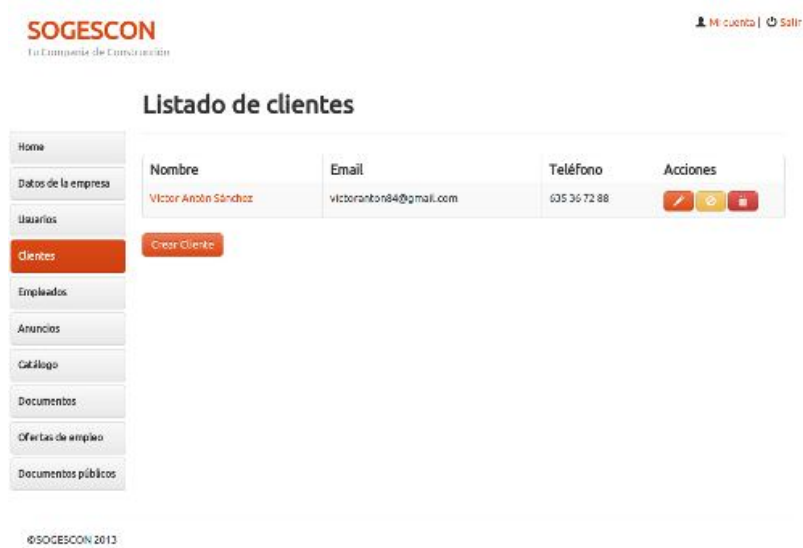 SOGESCON
Tu Compañía de Construcción
Mi cuenta | Salir
Listado de clientes
Home
Datos de la empresa
Usuarios
Clientes
Empleados
Anuncios
Catálogo
Documentos
Ofertas de empleo
Documentos públicos
Nombre Email Teléfono Acciones
Víctor Antón Sánchez victoranton84@gmail.com 635 36 72 88
Crear Cliente
©SOGESCON 2013